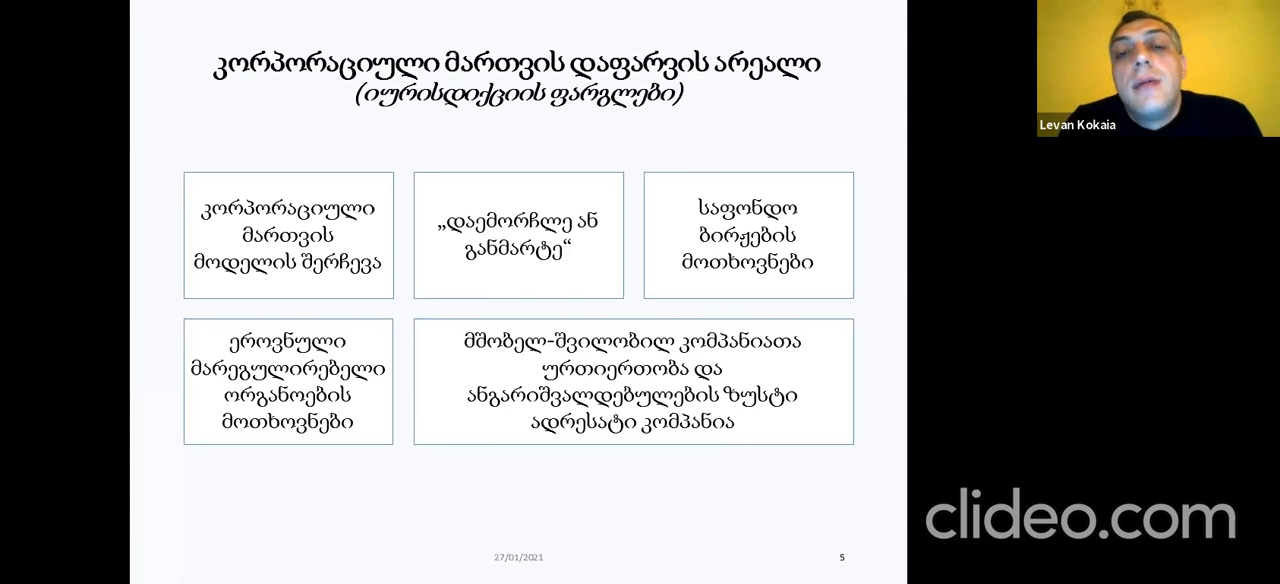 კორპორაციული მართვის დაფარვის არეალი
(იურისდიქციის ფარგლები)
კორპორაციული
მართვის
მოდელის შერჩევა
„დაემორჩლე ან
განმარტე“
საფონდო
ბირჟების
მოთხოვნები
ეროვნული
მარეგულირებელი
ორგანოების
მოთხოვნები
მშობელ-შვილობილ კომპანიათა
ურთიერთობა და
ანგარიშვალდებულების ზუსტი
ადრესატი კომპანია
27/01/2021
5
Levan Kokaia
clideo.com